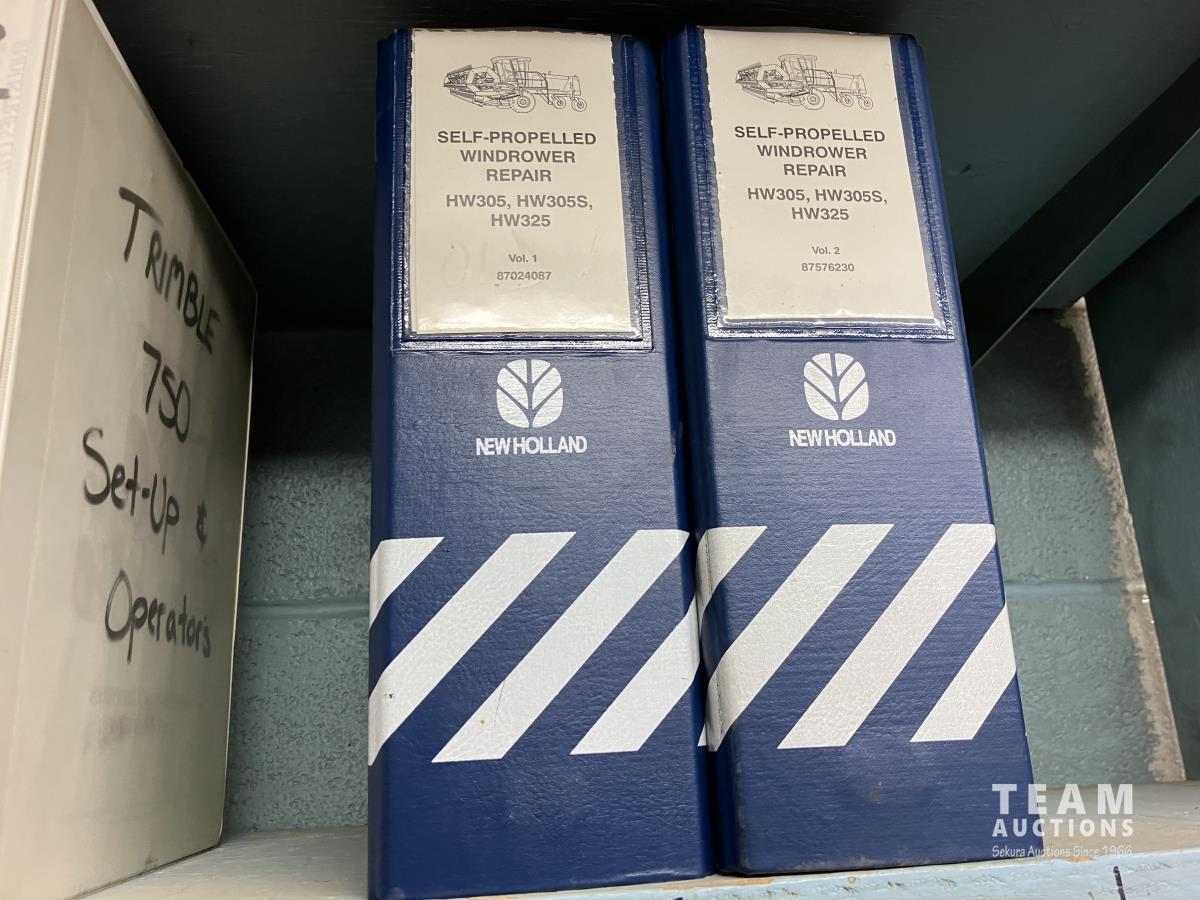 TRIMBLE
750
Set-Up &
Operators
SELF-PROPELLED
WINDROWER
REPAIR
HW305, HW305S,
HW325
Vol. 1
87024087
NEW HOLLAND
SELF-PROPELLED
WINDROWER
REPAIR
HW305, HW305S,
HW325
Vol. 2
87576230
NEW HOLLAND
TEAM
AUCTIONS
Sekura Auctions Since 1966